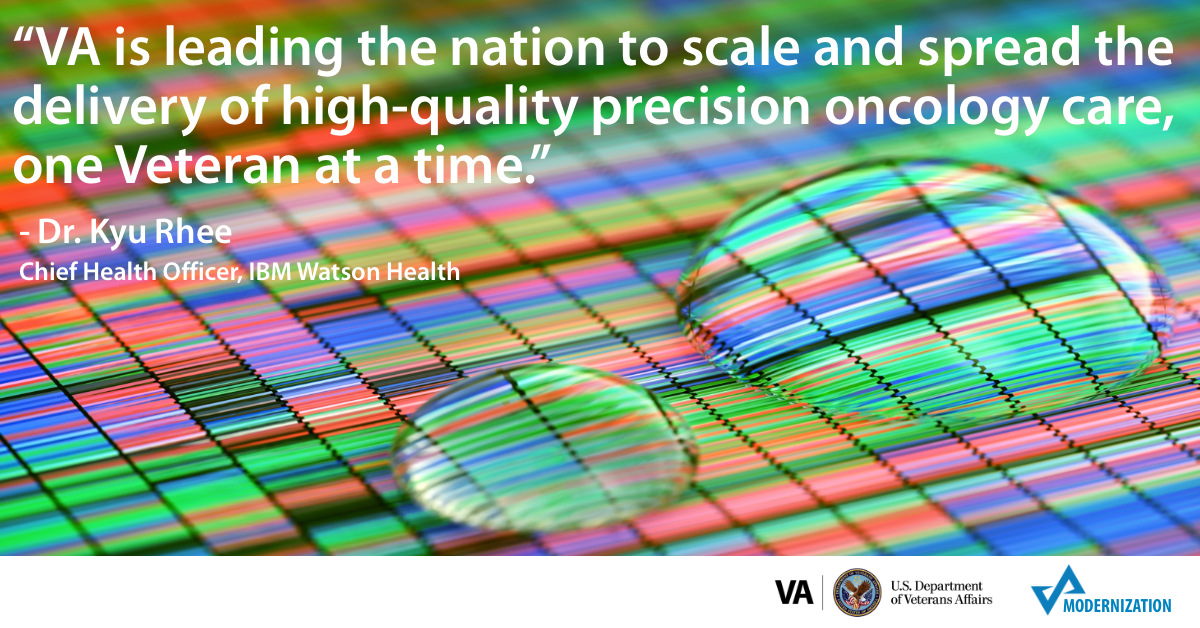 “VA is leading the nation to scale and spread the
delivery of high-quality precision oncology care,
one Veteran at a time.”
- Dr. Kyu Rhee
Chief Health Officer, IBM Watson Health
VA
U.S. Department
of Veterans Affairs
VA
MODERNIZATION